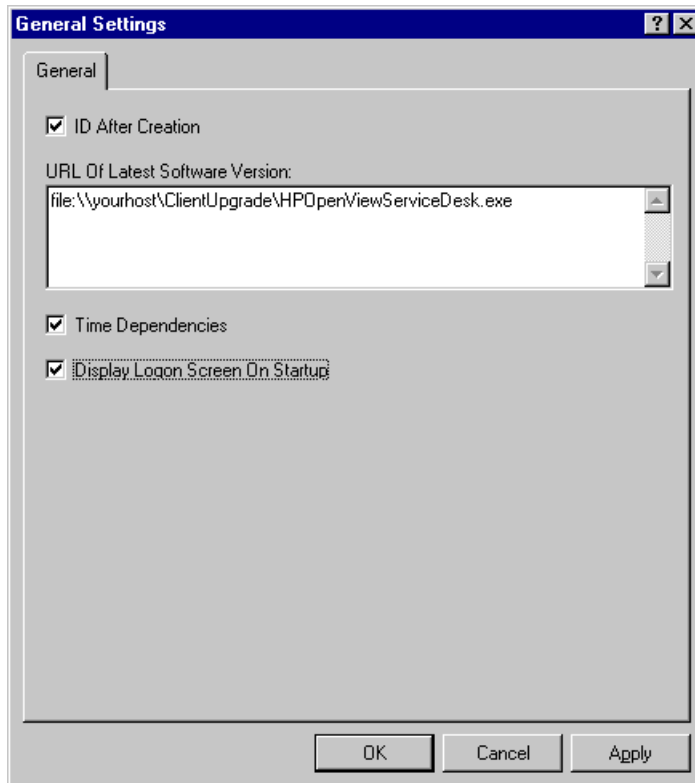 General Settings
General
ID After Creation
URL Of Latest Software Version:
file:\\yourhost\ClientUpgrade\HPOpenViewServiceDesk.exe
Time Dependencies
Display Logon Screen On Startup
OK Cancel Apply